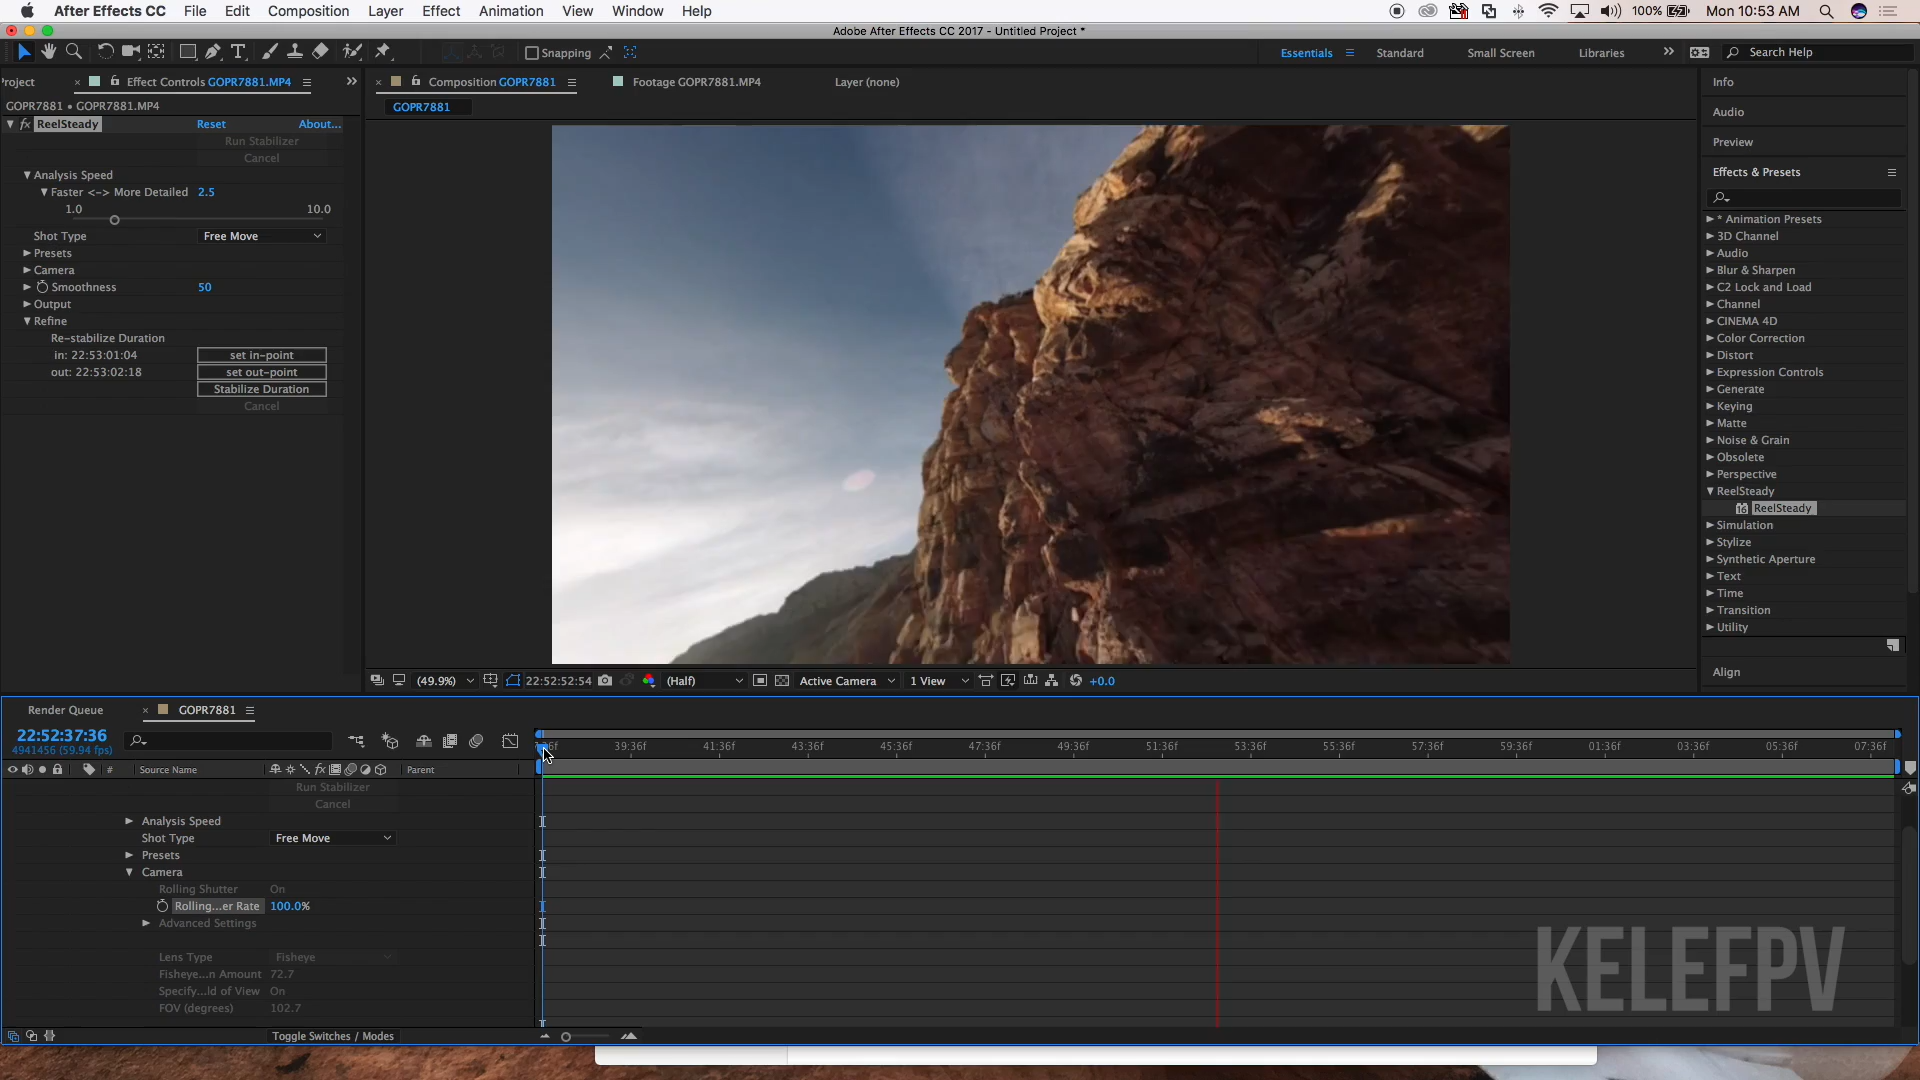 After Effects CC File Edit Composition Layer Effect Animation View Window Help 100% Mon 10:53 AM
Adobe After Effects CC 2017 - Untitled Project *
Snapping Essentials Standard Small Screen Libraries Search Help
Project Effect Controls GOPR7881.MP4 Composition GOPR7881 Footage GOPR7881.MP4 Layer (none)
GOPR7881 • GOPR7881.MP4
GOPR7881
fx ReelSteady Reset About...
Run Stabilizer
Cancel
Analysis Speed
Faster <-> More Detailed 2.5
1.0 10.0
Shot Type Free Move
Presets
Camera
Smoothness 50
Output
Refine
Re-stabilize Duration
in: 22:53:01:04 set in-point
out: 22:53:02:18 set out-point
Stabilize Duration
Cancel
Info
Audio
Preview
Effects & Presets
* Animation Presets
3D Channel
Audio
Blur & Sharpen
C2 Lock and Load
Channel
CINEMA 4D
Color Correction
Distort
Expression Controls
Generate
Keying
Matte
Noise & Grain
Obsolete
Perspective
ReelSteady
16 ReelSteady
Simulation
Stylize
Synthetic Aperture
Text
Time
Transition
Utility
Align
(49.9%) 22:52:52:54 (Half) Active Camera 1 View +0.0
Render Queue GOPR7881
22:52:37:36
4941456 (59.94 fps)
39:36f 41:36f 43:36f 45:36f 47:36f 49:36f 51:36f 53:36f 55:36f 57:36f 59:36f 01:36f 03:36f 05:36f 07:36f
# Source Name fx Parent
Run Stabilizer
Cancel
Analysis Speed
Shot Type Free Move
Presets
Camera
Rolling Shutter On
Rolling...er Rate 100.0%
Advanced Settings
Lens Type Fisheye
Fisheye...n Amount 72.7
Specify...ld of View On
FOV (degrees) 102.7
Toggle Switches / Modes
KELEFPV